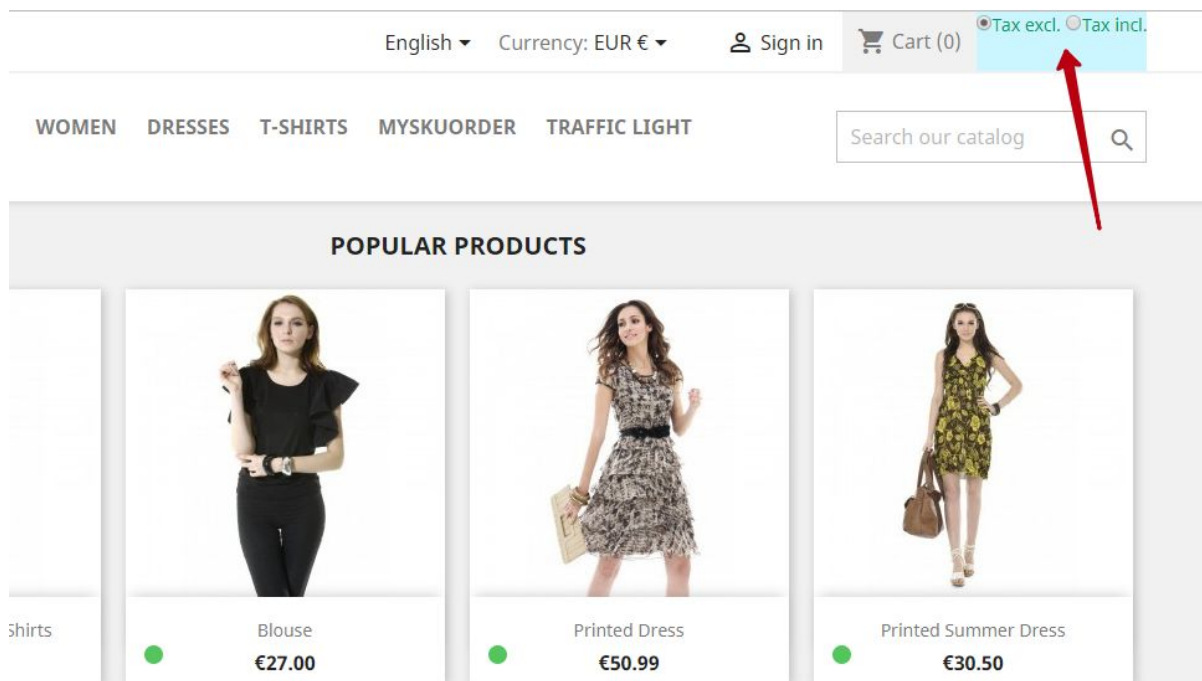 English Currency: EUR € Sign in Cart (0) Tax excl. Tax incl.
WOMEN DRESSES T-SHIRTS MYSKUORDER TRAFFIC LIGHT Search our catalog
POPULAR PRODUCTS
Shirts Blouse Printed Dress Printed Summer Dress
€27.00 €50.99 €30.50